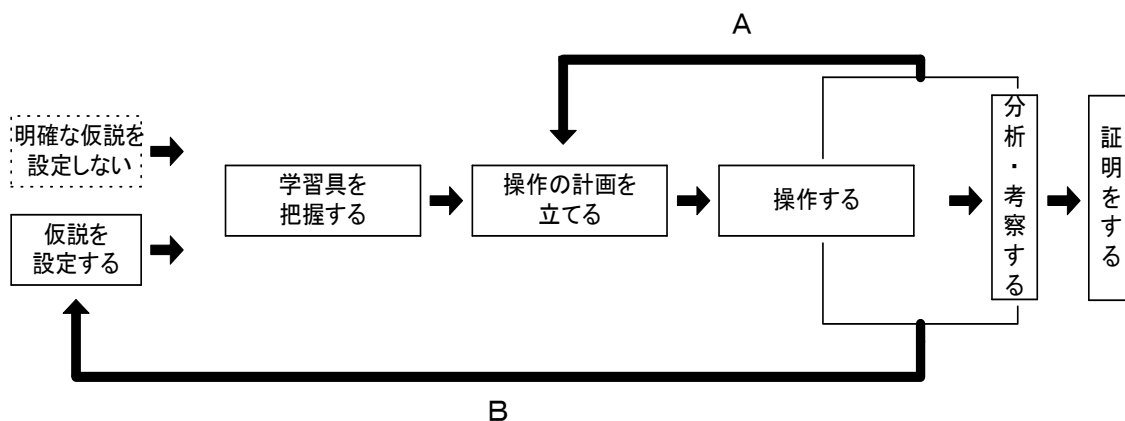 A
明確な仮説を
設定しない
仮説を
設定する
学習具を
把握する
操作の計画を
立てる
操作する
分析・考察する
証明をする
B